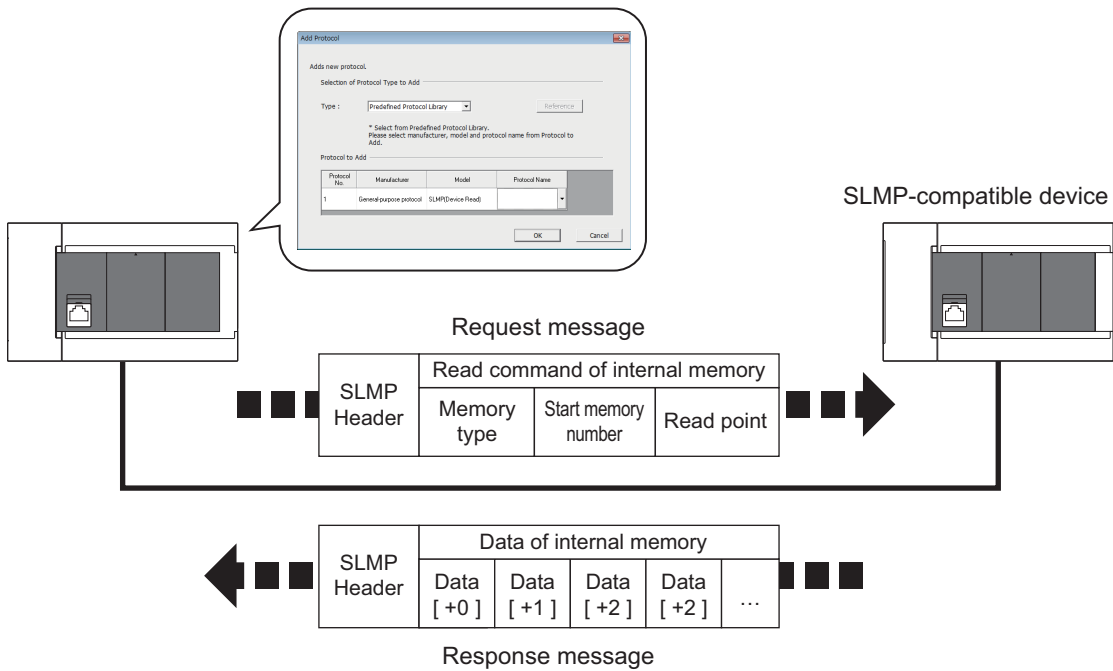 Add Protocol
Adds new protocol.
Selection of Protocol Type to Add
Type :
Predefined Protocol Library
Reference
* Select from Predefined Protocol Library.
Please select manufacturer, model and protocol name from Protocol to
Add.
Protocol to Add
Protocol
No.
Manufacturer
Model
Protocol Name
1
General-purpose protocol
SLMP(Device Read)
OK
Cancel
SLMP-compatible device
Request message
SLMP
Header
Read command of internal memory
Memory
type
Start memory
number
Read point
SLMP
Header
Data of internal memory
Data
[ +0 ]
Data
[ +1 ]
Data
[ +2 ]
Data
[ +2 ]
…
Response message